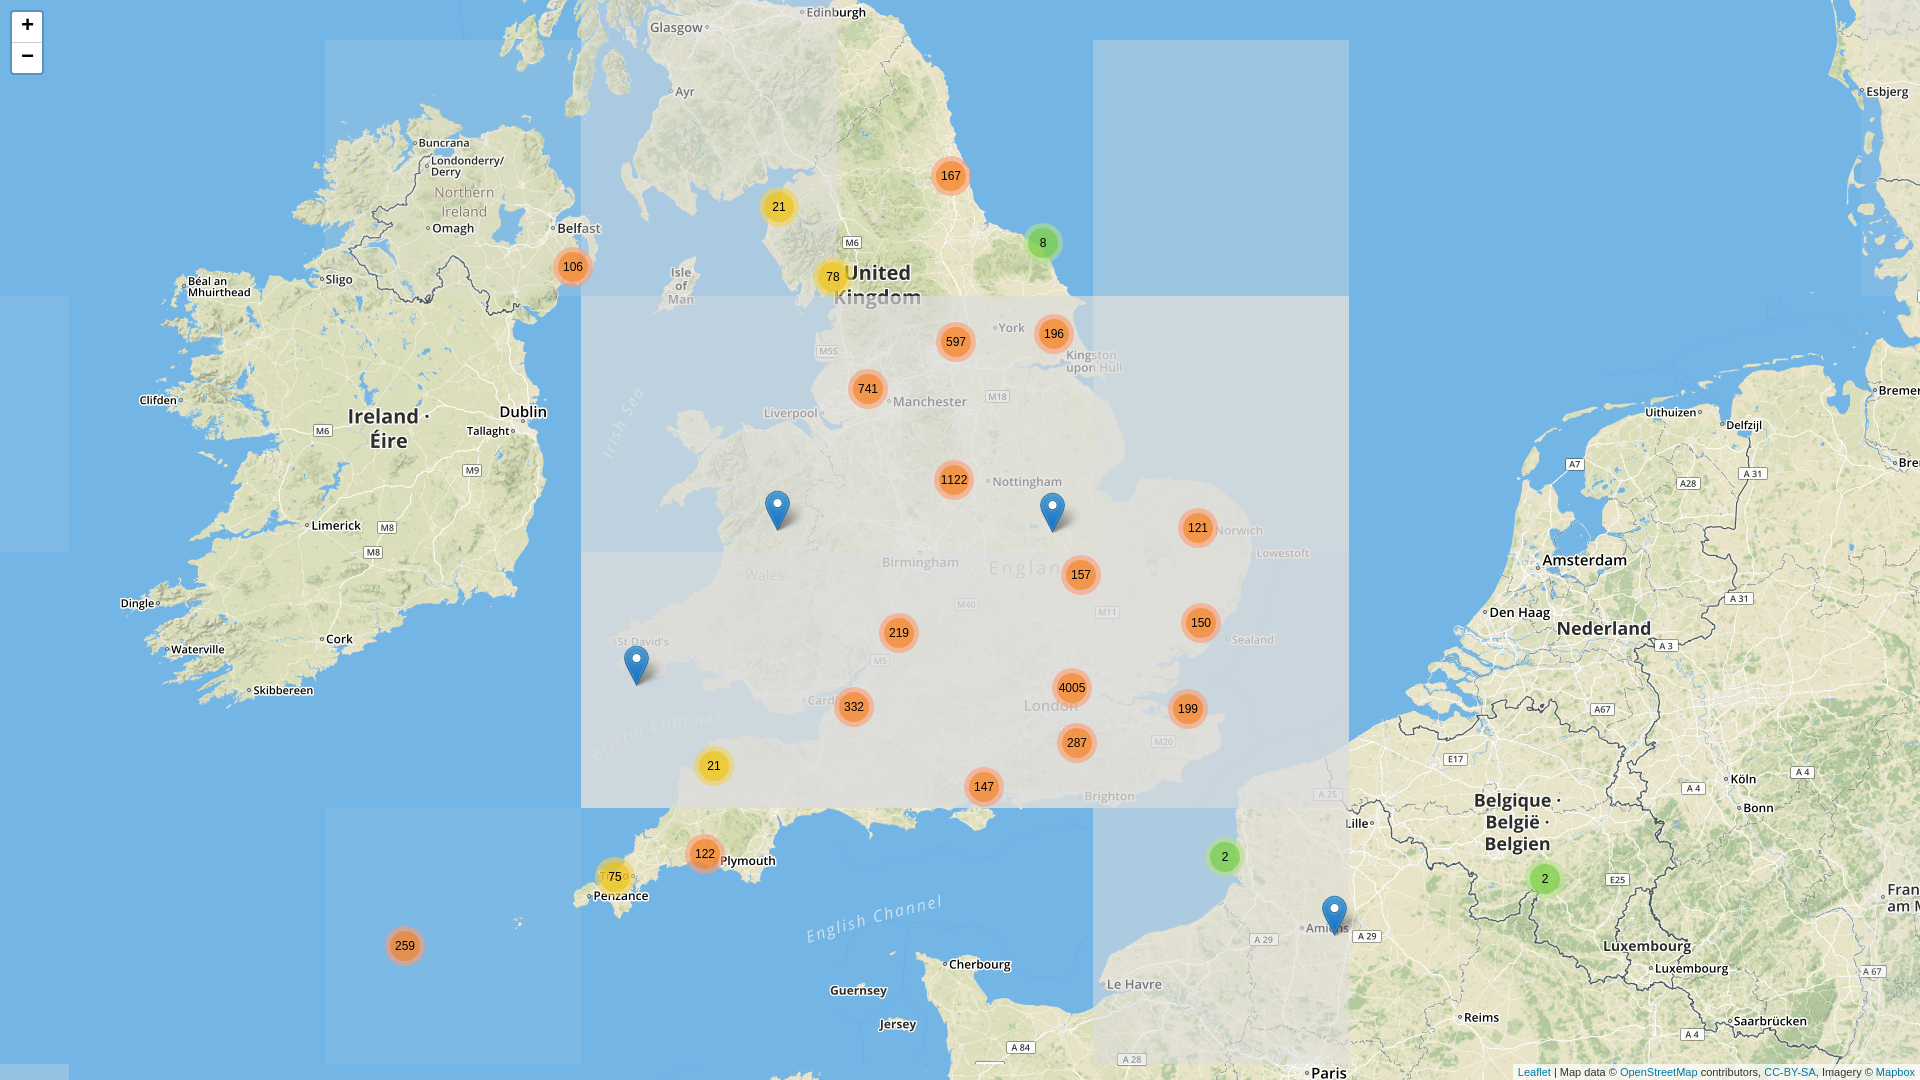 +
−
Edinburgh
Glasgow
Ayr
Esbjerg
Buncrana
Londonderry/
Derry
Northern
Ireland
Omagh
Belfast
167
21
M6
8
106
78
United
Kingdom
Isle
of
Man
Sligo
Béal an
Mhuirthead
York
196
597
M55
Kingston
upon Hull
741
Manchester
M18
Liverpool
Irish Sea
Clifden
Ireland ·
Éire
Dublin
Tallaght
M6
M9
Uithuizen
Delfzijl
Bremer
A7
A 31
A28
Bre
1122
Nottingham
121
Norwich
Lowestoft
Limerick
M8
M8
Birmingham
Wales
Englan
157
Amsterdam
M40
M11
A 31
Den Haag
Nederland
A 3
Dingle
Cork
Waterville
Skibbereen
St David's
219
150
Sealand
M5
4005
London
Cardi
332
199
287
M20
Bristol Channel
A67
E17
21
147
Brighton
A 25
Köln
A 4
A 4
Bonn
Belgique ·
België ·
Belgien
Lille
122
Plymouth
75
Penzance
2
2
E25
Fran
am M
English Channel
259
Amiens
A 29
A 29
Luxembourg
Luxembourg
A 67
Cherbourg
Le Havre
Guernsey
Jersey
Reims
Saarbrücken
A 4
A 84
A 28
Paris
Leaflet | Map data © OpenStreetMap contributors, CC-BY-SA, Imagery © Mapbox